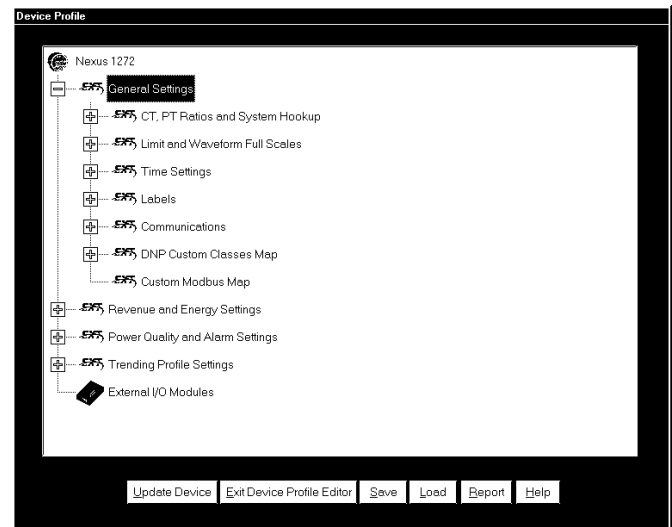 Device Profile
Nexus 1272
General Settings
CT, PT Ratios and System Hookup
Limit and Waveform Full Scales
Time Settings
Labels
Communications
DNP Custom Classes Map
Custom Modbus Map
Revenue and Energy Settings
Power Quality and Alarm Settings
Trending Profile Settings
External I/O Modules
Update Device Exit Device Profile Editor Save Load Report Help